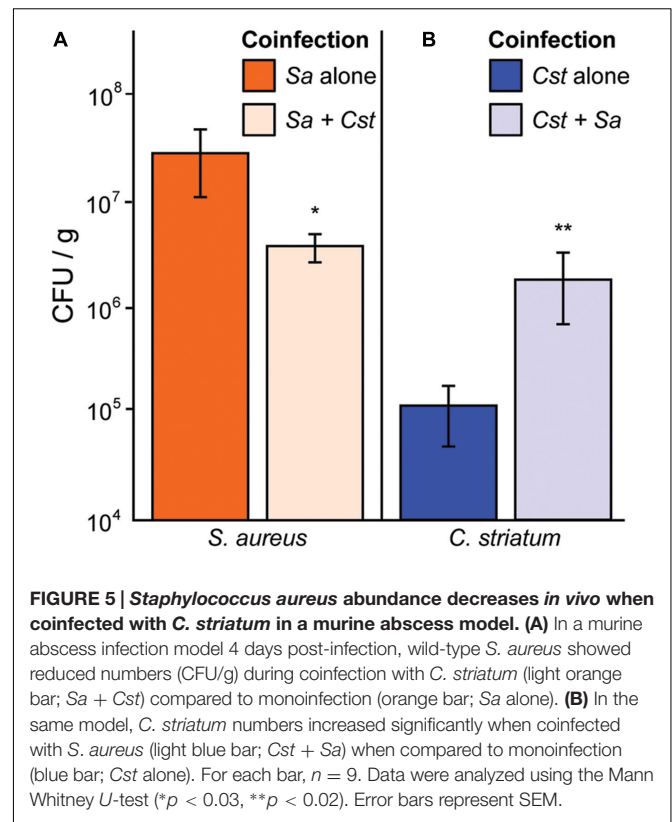 A
Coinfection
Sa alone
Sa + Cst
B
Coinfection
Cst alone
Cst + Sa
CFU / g
10⁸
10⁷
10⁶
10⁵
10⁴
*
**
S. aureus
C. striatum
FIGURE 5 | Staphylococcus aureus abundance decreases in vivo when
coinfected with C. striatum in a murine abscess model. (A) In a murine
abscess infection model 4 days post-infection, wild-type S. aureus showed
reduced numbers (CFU/g) during coinfection with C. striatum (light orange
bar; Sa + Cst) compared to monoinfection (orange bar; Sa alone). (B) In the
same model, C. striatum numbers increased significantly when coinfected
with S. aureus (light blue bar; Cst + Sa) when compared to monoinfection
(blue bar; Cst alone). For each bar, n = 9. Data were analyzed using the Mann
Whitney U-test (*p < 0.03, **p < 0.02). Error bars represent SEM.